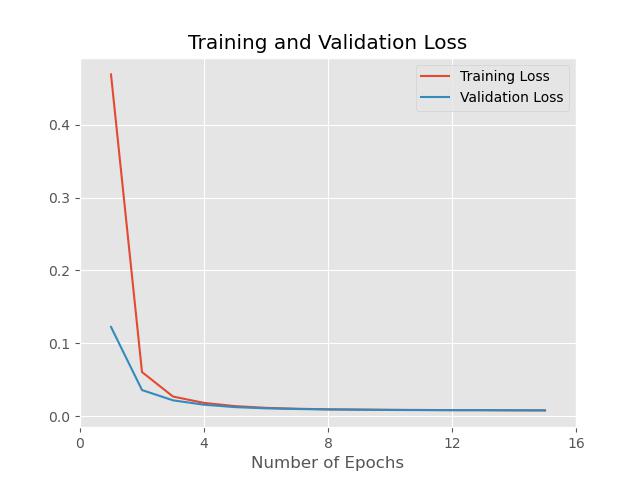 Training and Validation Loss
Training Loss
Validation Loss
0.4
0.3
0.2
0.1
0.0
0 4 8 12 16
Number of Epochs